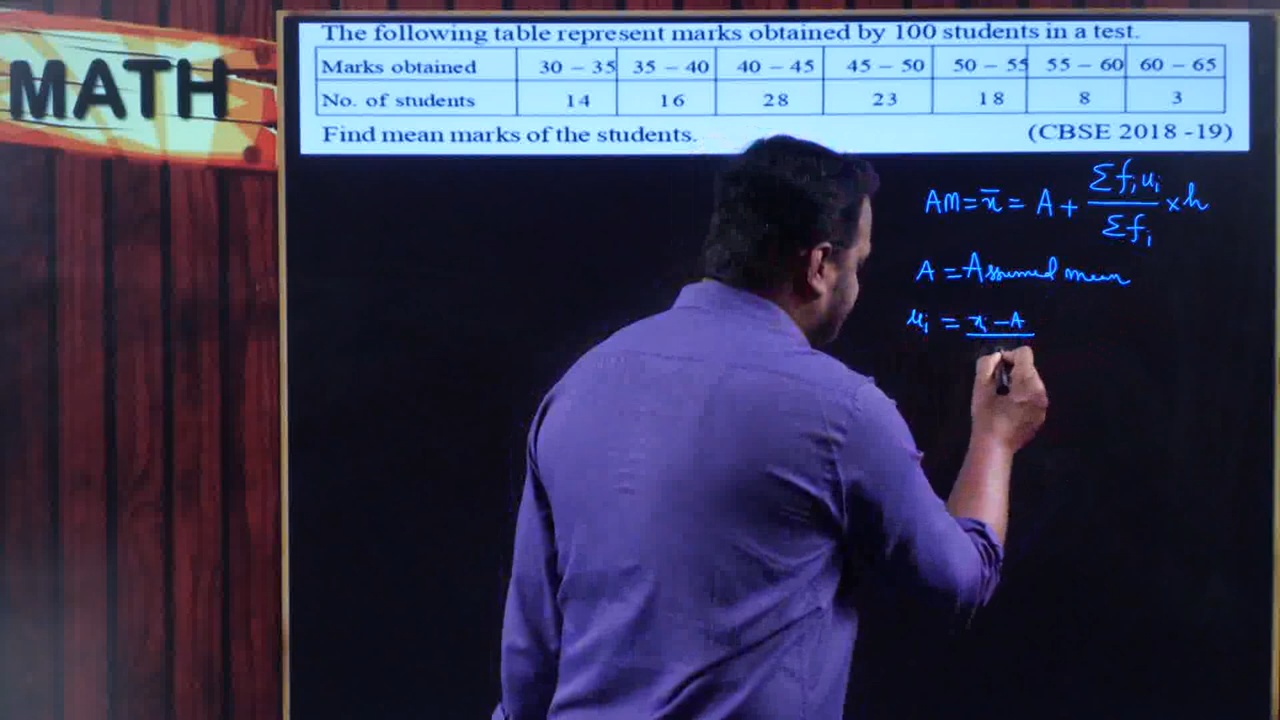 MATH
The following table represent marks obtained by 100 students in a test.
Marks obtained 30 – 35 35 – 40 40 – 45 45 – 50 50 – 55 55 – 60 60 – 65
No. of students 14 16 28 23 18 8 3
Find mean marks of the students. (CBSE 2018 -19)
AM = x̄ = A + Σfᵢuᵢ / Σfᵢ × h
A = Assumed mean
uᵢ = xᵢ – A